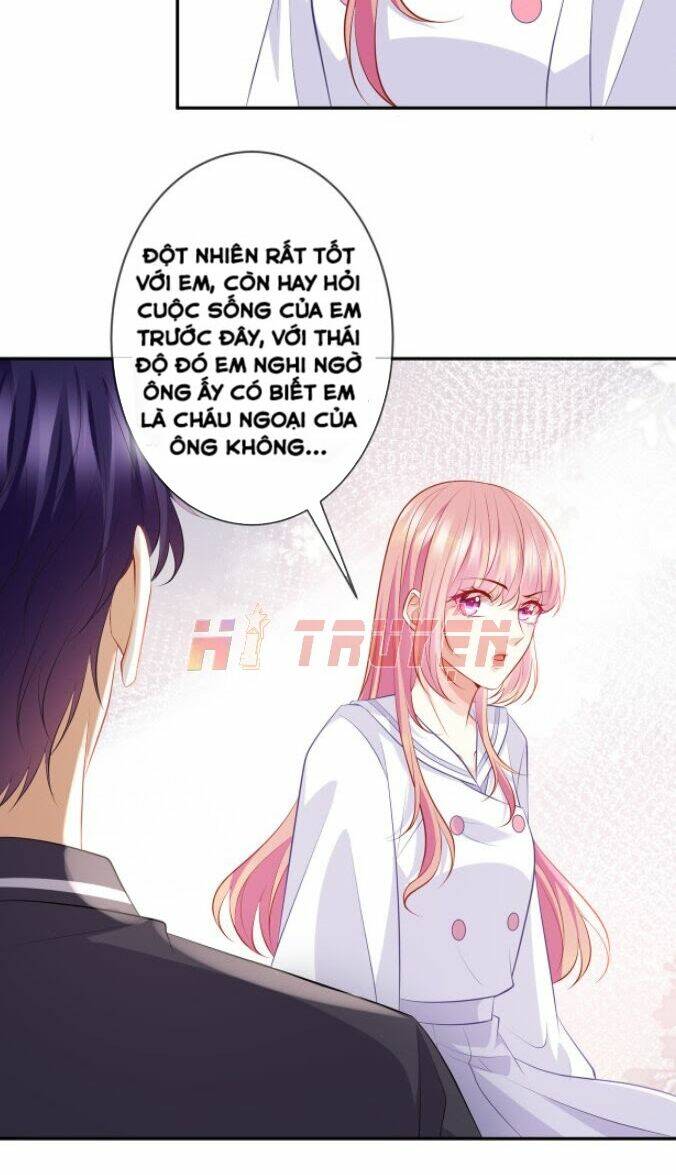 ĐỘT NHIÊN RẤT TỐT
VỚI EM, CÒN HAY HỎI
CUỘC SỐNG CỦA EM
TRƯỚC ĐÂY, VỚI THÁI
ĐỘ ĐÓ EM NGHI NGỜ
ÔNG ẤY CÓ BIẾT EM
LÀ CHÁU NGOẠI CỦA
ÔNG KHÔNG...
HÍ TRUYỆN